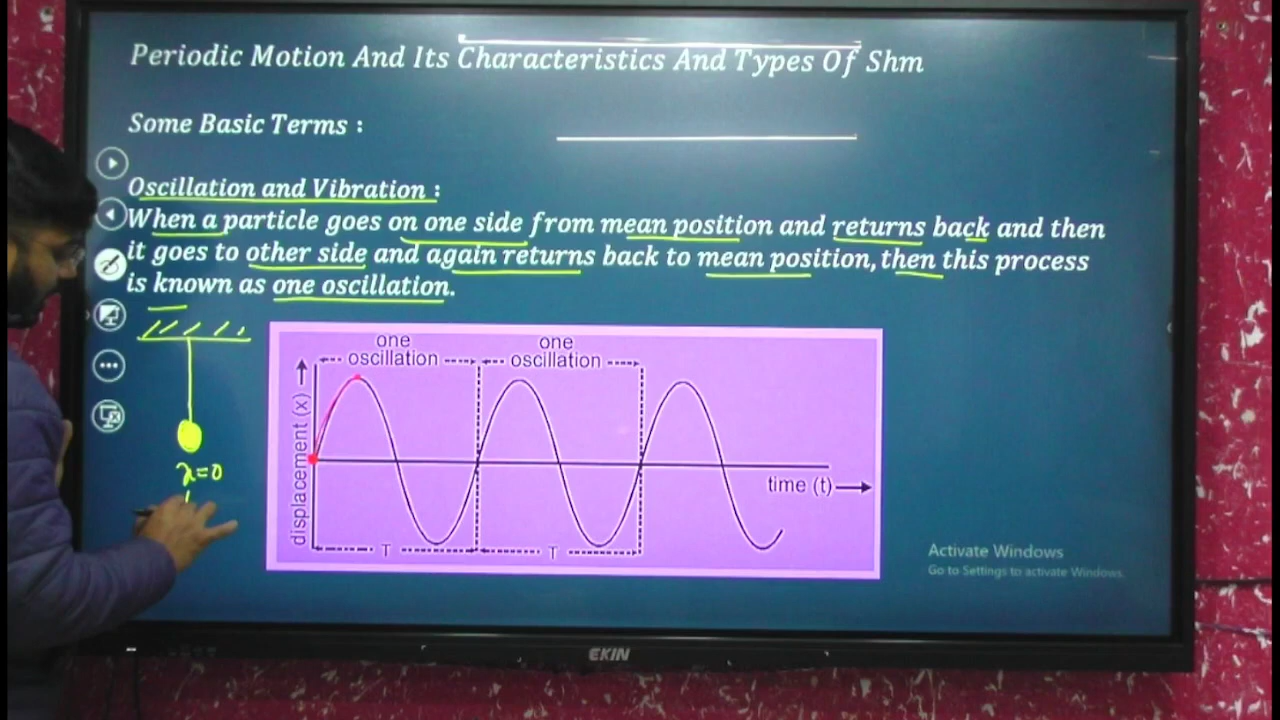 Periodic Motion And Its Characteristics And Types Of Shm
Some Basic Terms :
Oscillation and Vibration :
When a particle goes on one side from mean position and returns back and then
it goes to other side and again returns back to mean position, then this process
is known as one oscillation.
one
oscillation
one
oscillation
displacement (x)
time (t)
T
T
x=0
Activate Windows
Go to Settings to activate Windows.
EKIN